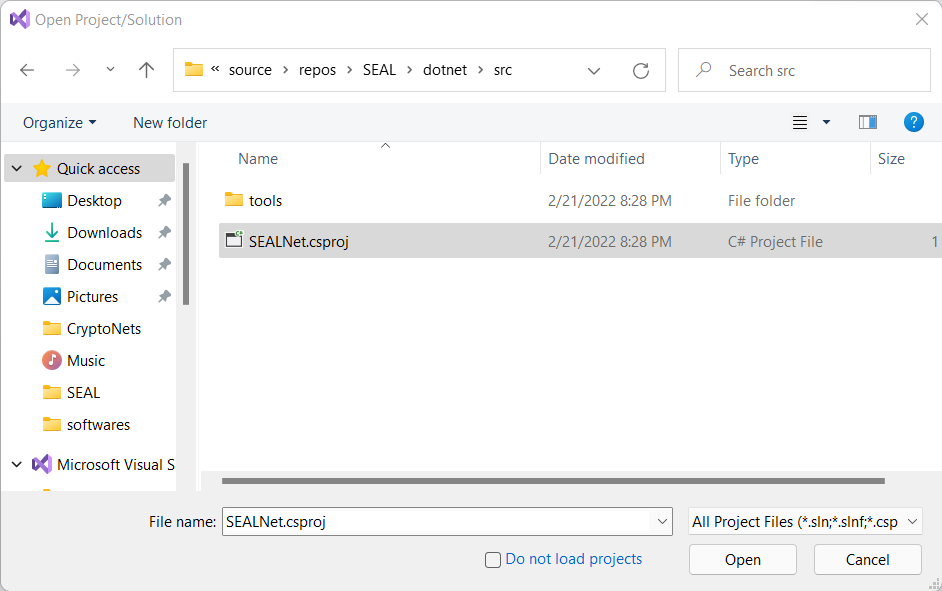 Open Project/Solution
« source › repos › SEAL › dotnet › src
Search src
Organize
New folder
?
Name
Date modified
Type
Size
Quick access
Desktop
Downloads
Documents
Pictures
CryptoNets
Music
SEAL
softwares
Microsoft Visual S
tools 2/21/2022 8:28 PM File folder
SEALNet.csproj 2/21/2022 8:28 PM C# Project File 1
File name: SEALNet.csproj
All Project Files (*.sln;*.slnf;*.csp
Do not load projects
Open
Cancel